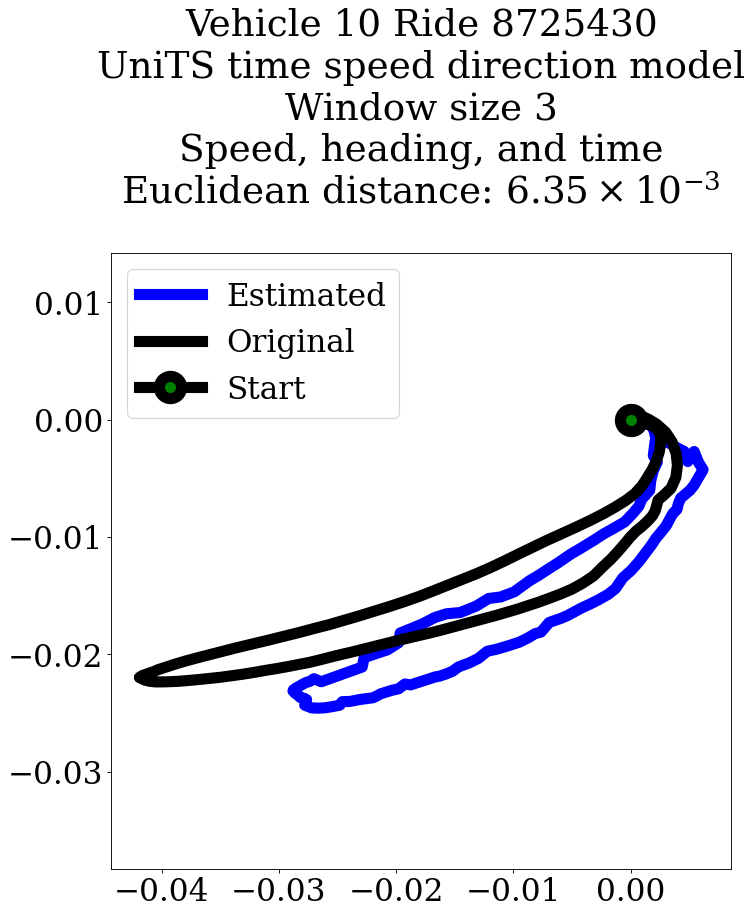 Vehicle 10 Ride 8725430
UniTS time speed direction model
Window size 3
Speed, heading, and time
Euclidean distance: 6.35 × 10⁻³
Estimated
Original
Start
0.01
0.00
−0.01
−0.02
−0.03
−0.04 −0.03 −0.02 −0.01 0.00